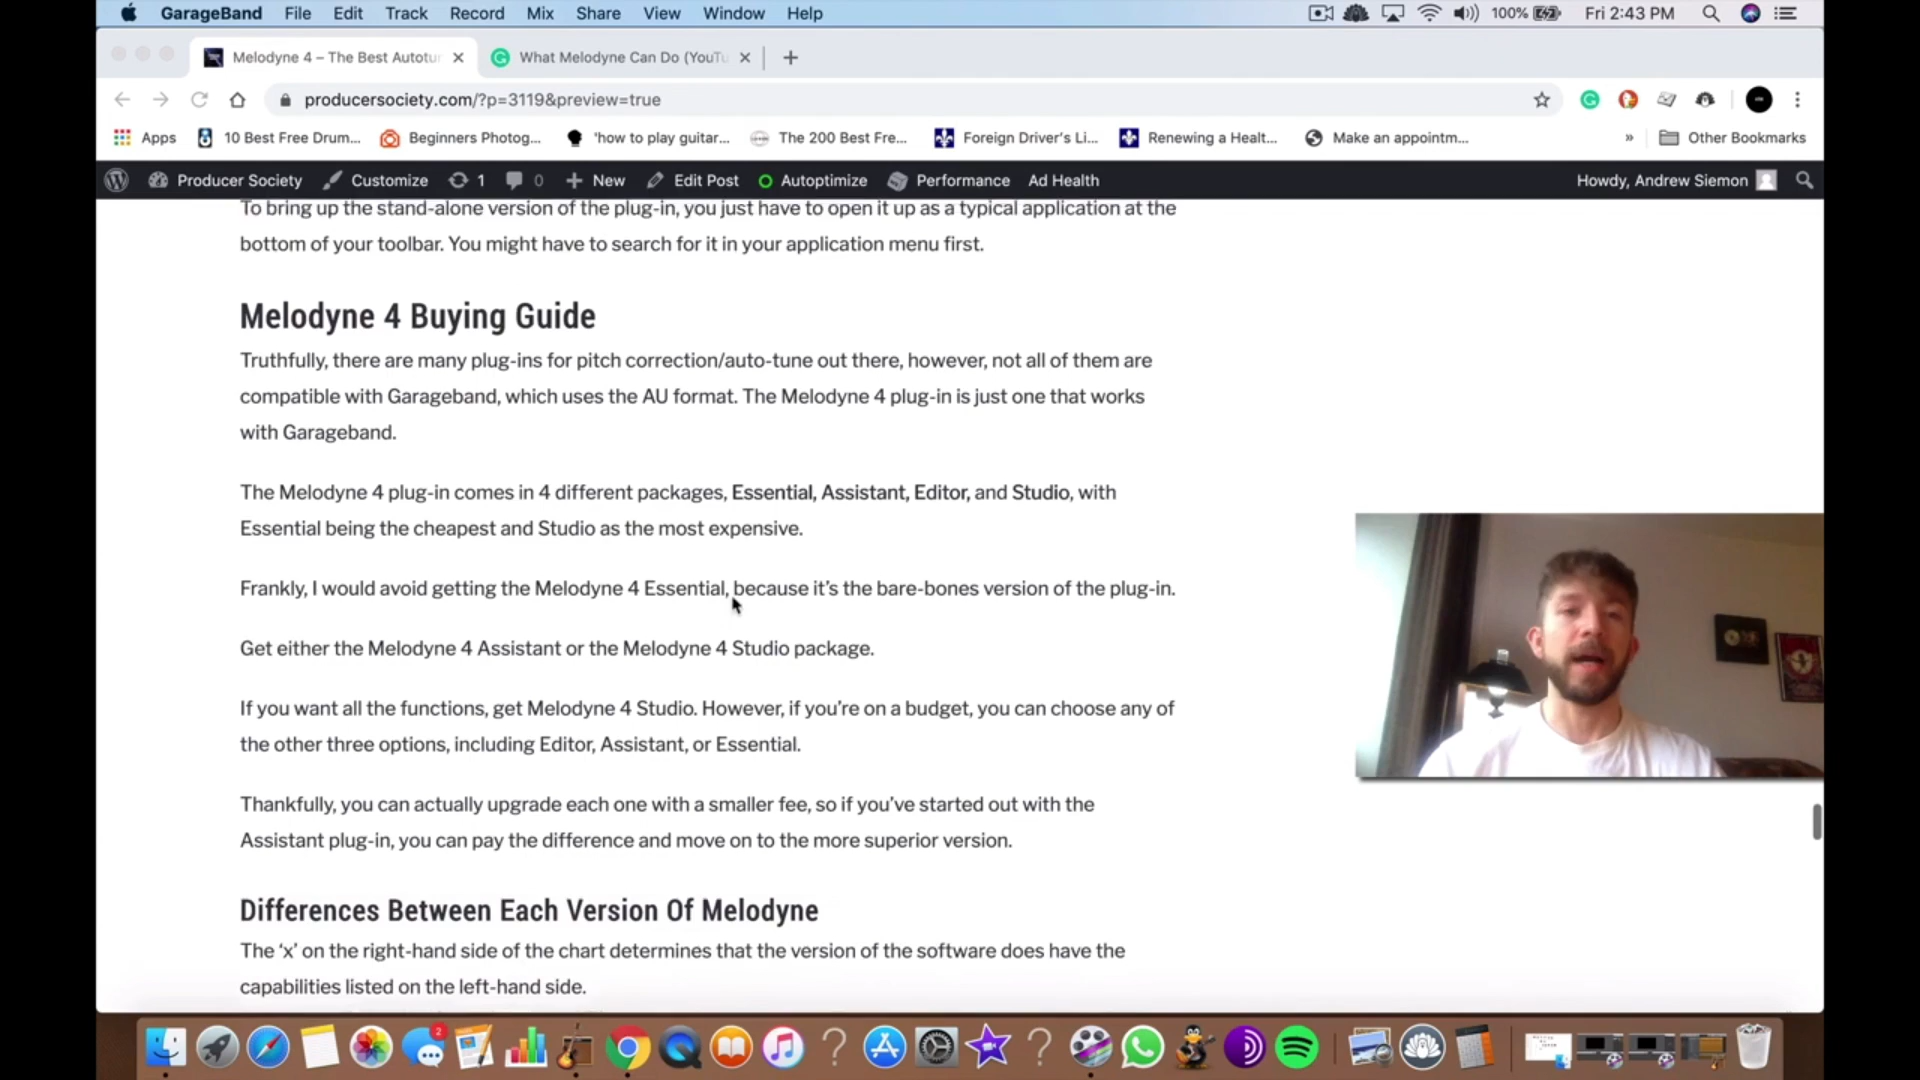 GarageBand File Edit Track Record Mix Share View Window Help 100% Fri 2:43 PM
Melodyne 4 – The Best Autotu What Melodyne Can Do (YouTu
producersociety.com/?p=3119&preview=true
Apps 10 Best Free Drum... Beginners Photog... 'how to play guitar... The 200 Best Fre... Foreign Driver's Li... Renewing a Healt... Make an appointm... » Other Bookmarks
Producer Society Customize 1 0 New Edit Post Autoptimize Performance Ad Health Howdy, Andrew Siemon
To bring up the stand-alone version of the plug-in, you just have to open it up as a typical application at the
bottom of your toolbar. You might have to search for it in your application menu first.
Melodyne 4 Buying Guide
Truthfully, there are many plug-ins for pitch correction/auto-tune out there, however, not all of them are
compatible with Garageband, which uses the AU format. The Melodyne 4 plug-in is just one that works
with Garageband.
The Melodyne 4 plug-in comes in 4 different packages, Essential, Assistant, Editor, and Studio, with
Essential being the cheapest and Studio as the most expensive.
Frankly, I would avoid getting the Melodyne 4 Essential, because it's the bare-bones version of the plug-in.
Get either the Melodyne 4 Assistant or the Melodyne 4 Studio package.
If you want all the functions, get Melodyne 4 Studio. However, if you're on a budget, you can choose any of
the other three options, including Editor, Assistant, or Essential.
Thankfully, you can actually upgrade each one with a smaller fee, so if you've started out with the
Assistant plug-in, you can pay the difference and move on to the more superior version.
Differences Between Each Version Of Melodyne
The ‘x’ on the right-hand side of the chart determines that the version of the software does have the
capabilities listed on the left-hand side.
2